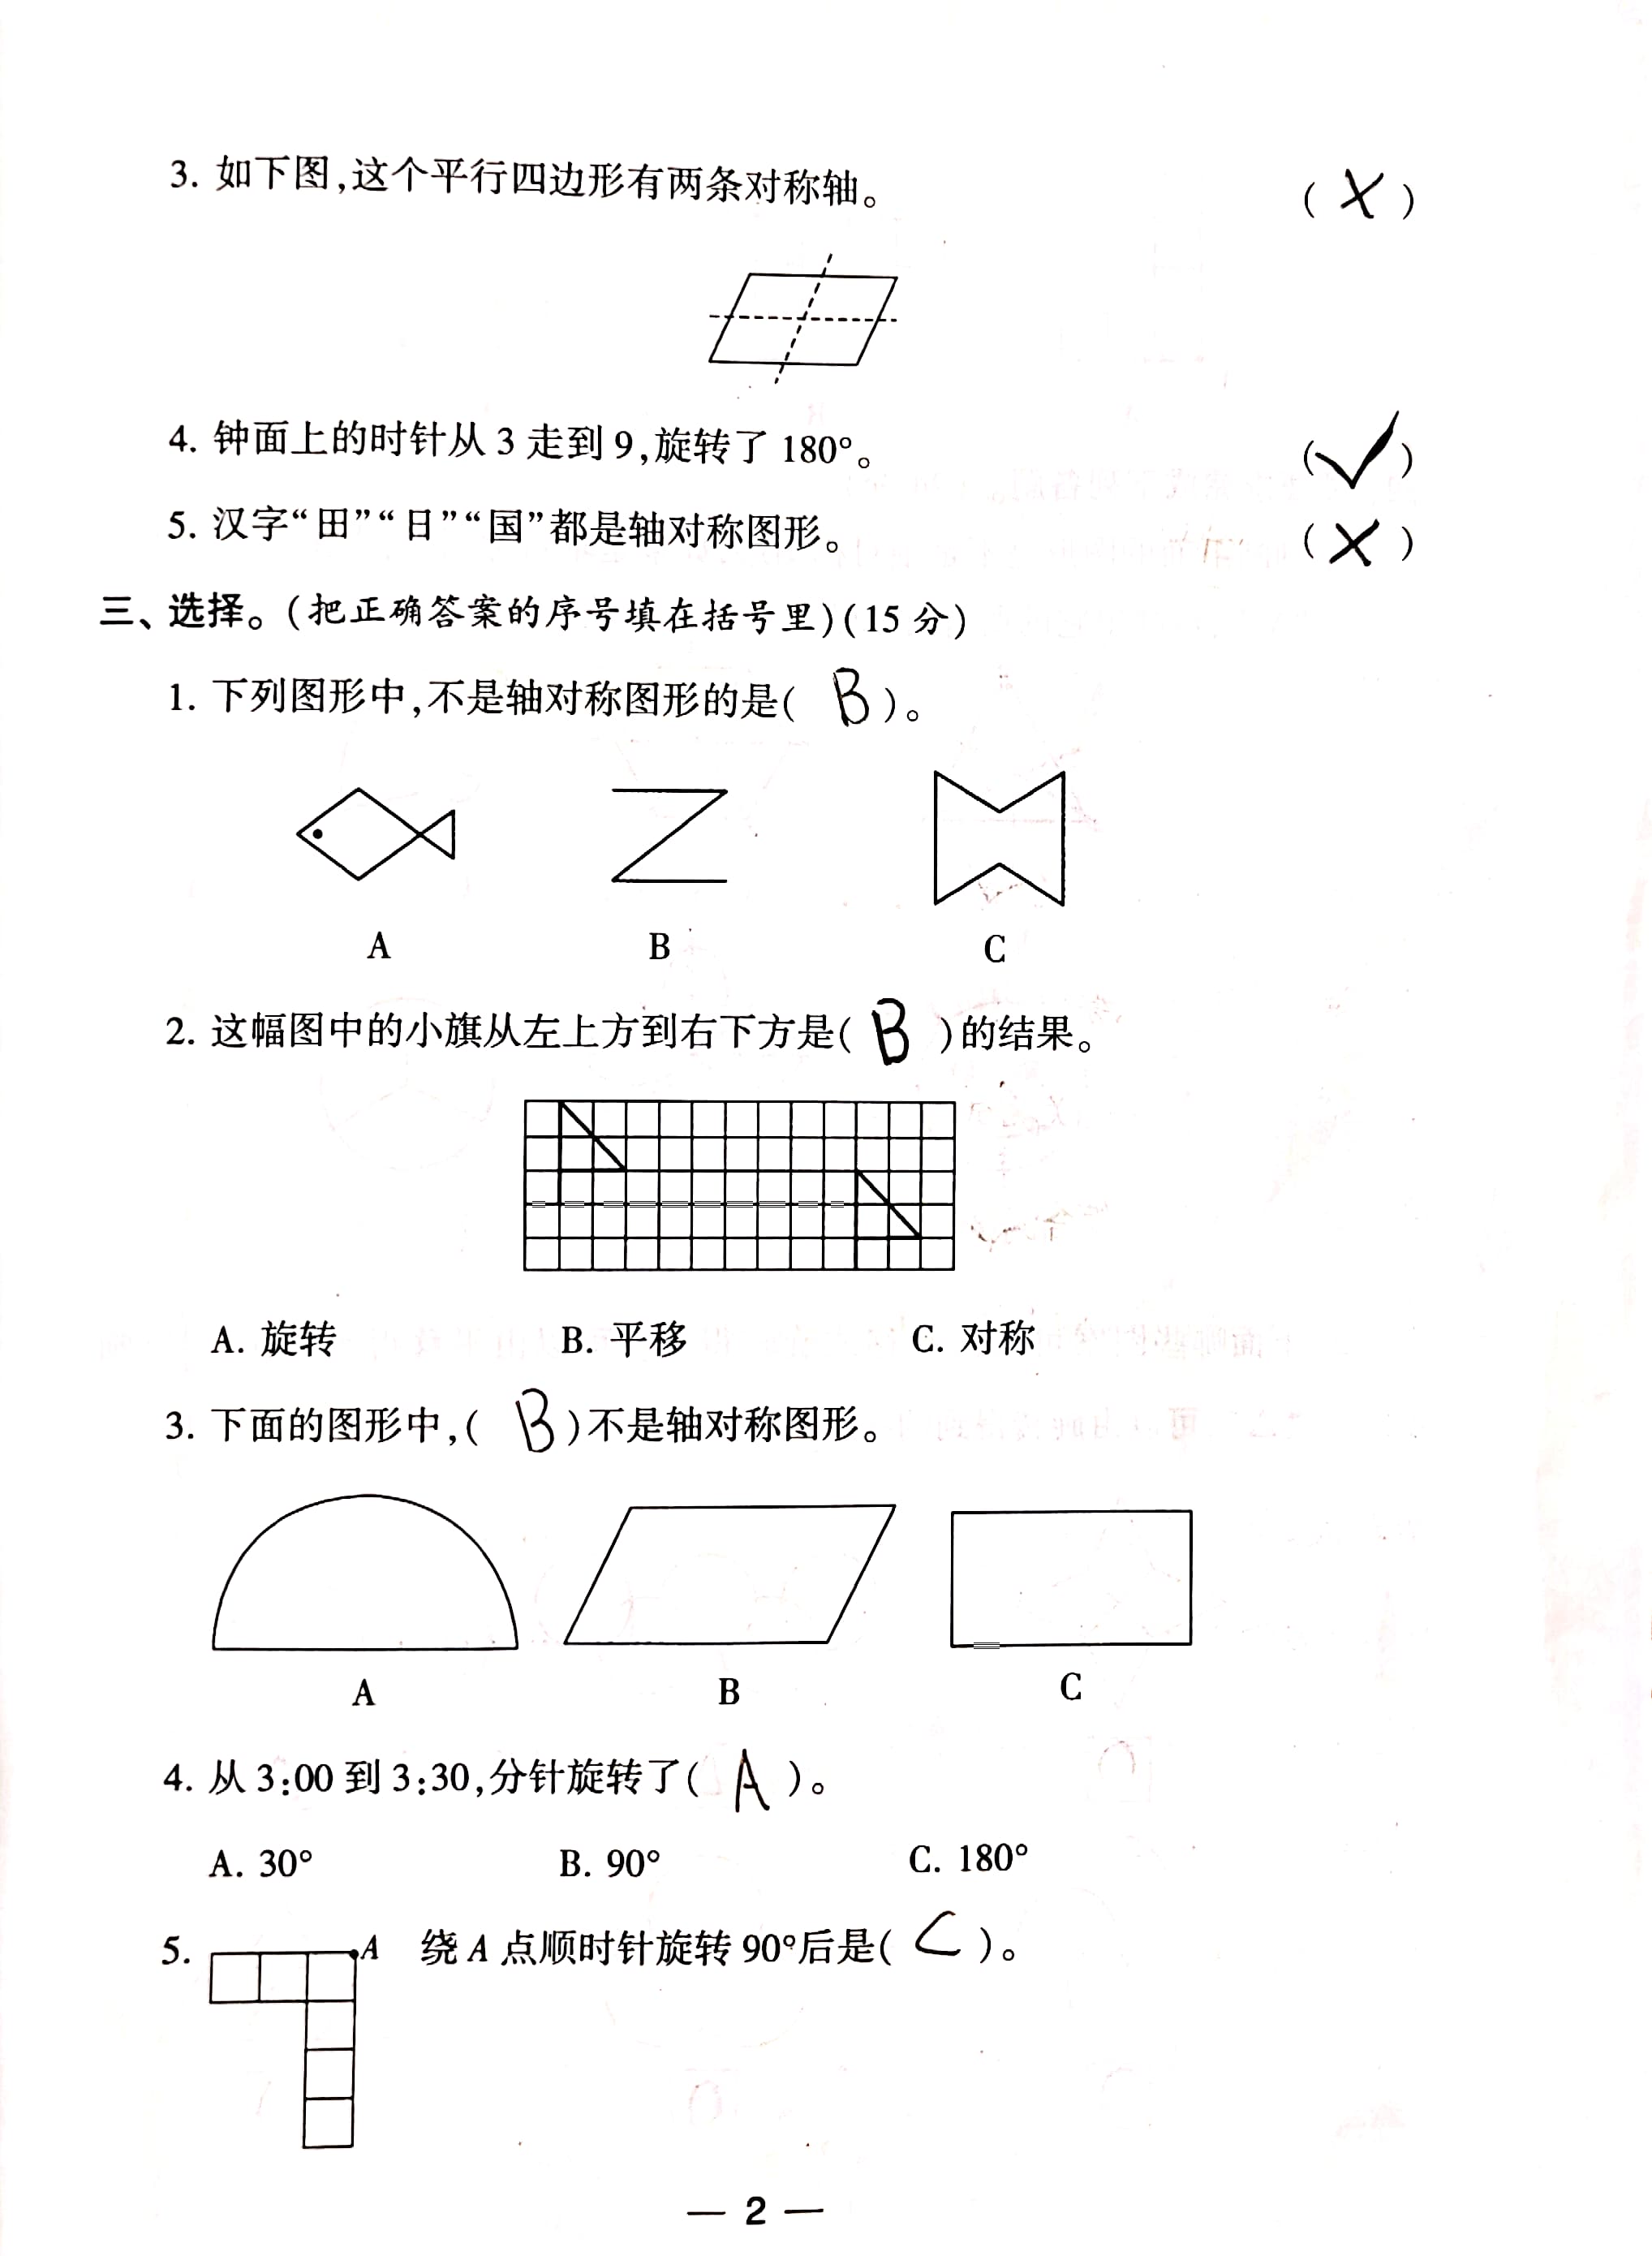 3. 如下图,这个平行四边形有两条对称轴。 ( × )
4. 钟面上的时针从 3 走到 9,旋转了 180°。 (√)
5. 汉字“田”“日”“国”都是轴对称图形。 ( × )
三、选择。(把正确答案的序号填在括号里)(15 分)
1. 下列图形中,不是轴对称图形的是( B )。
A B C
2. 这幅图中的小旗从左上方到右下方是( B )的结果。
A. 旋转 B. 平移 C. 对称
3. 下面的图形中,( B )不是轴对称图形。
A B C
4. 从 3:00 到 3:30,分针旋转了( A )。
A. 30° B. 90° C. 180°
5. A 绕 A 点顺时针旋转 90°后是( C )。
— 2 —